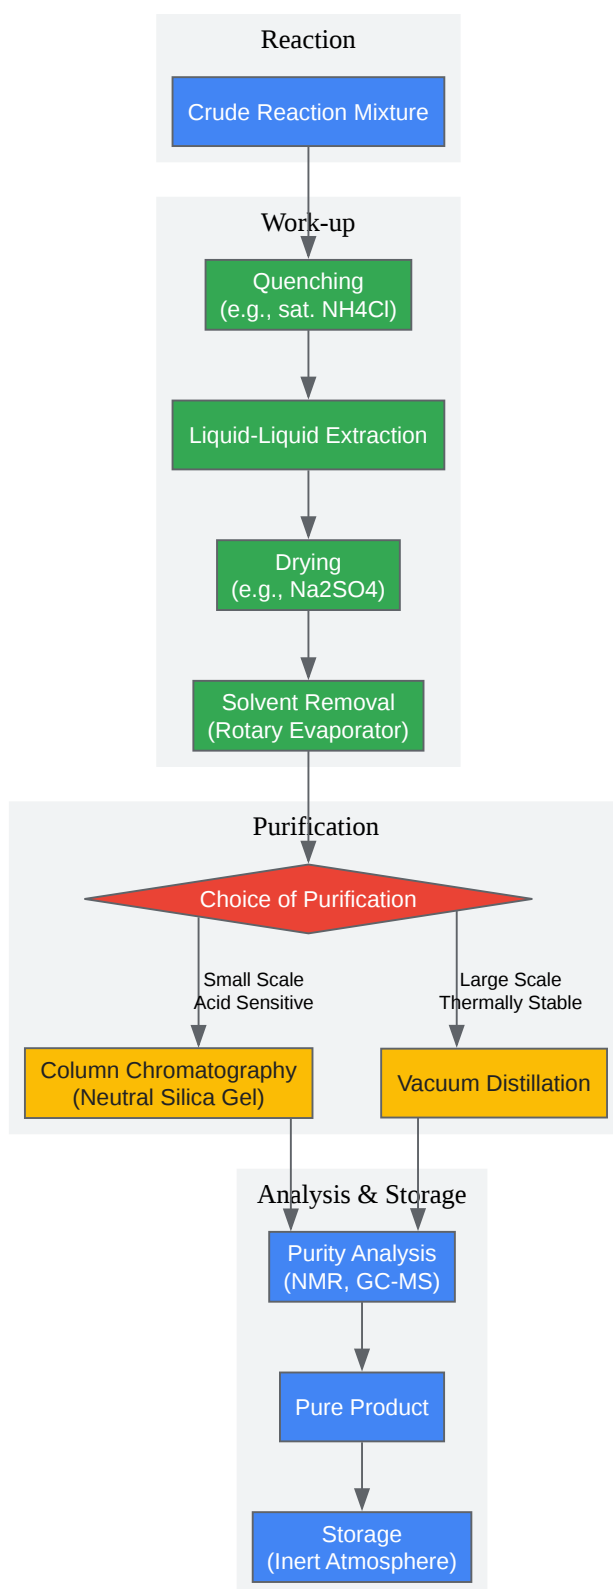 Reaction
Crude Reaction Mixture
Work-up
Quenching
(e.g., sat. NH4Cl)
Liquid-Liquid Extraction
Drying
(e.g., Na2SO4)
Solvent Removal
(Rotary Evaporator)
Purification
Choice of Purification
Small Scale
Acid Sensitive
Large Scale
Thermally Stable
Column Chromatography
(Neutral Silica Gel)
Vacuum Distillation
Analysis & Storage
Purity Analysis
(NMR, GC-MS)
Pure Product
Storage
(Inert Atmosphere)